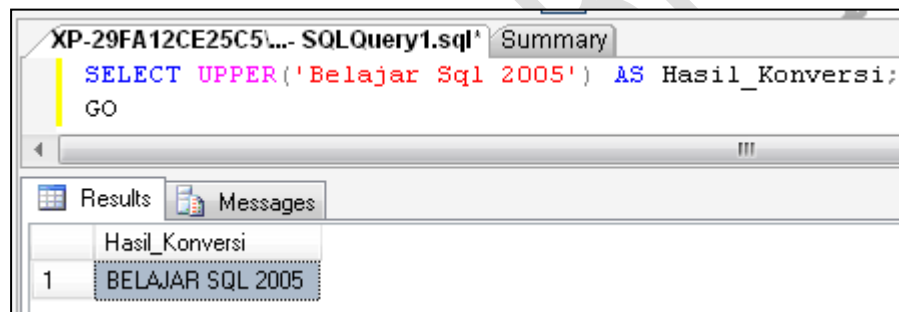 XP-29FA12CE25C5\...- SQLQuery1.sql* Summary
SELECT UPPER('Belajar Sql 2005') AS Hasil_Konversi;
GO
Results Messages
Hasil_Konversi
1 BELAJAR SQL 2005